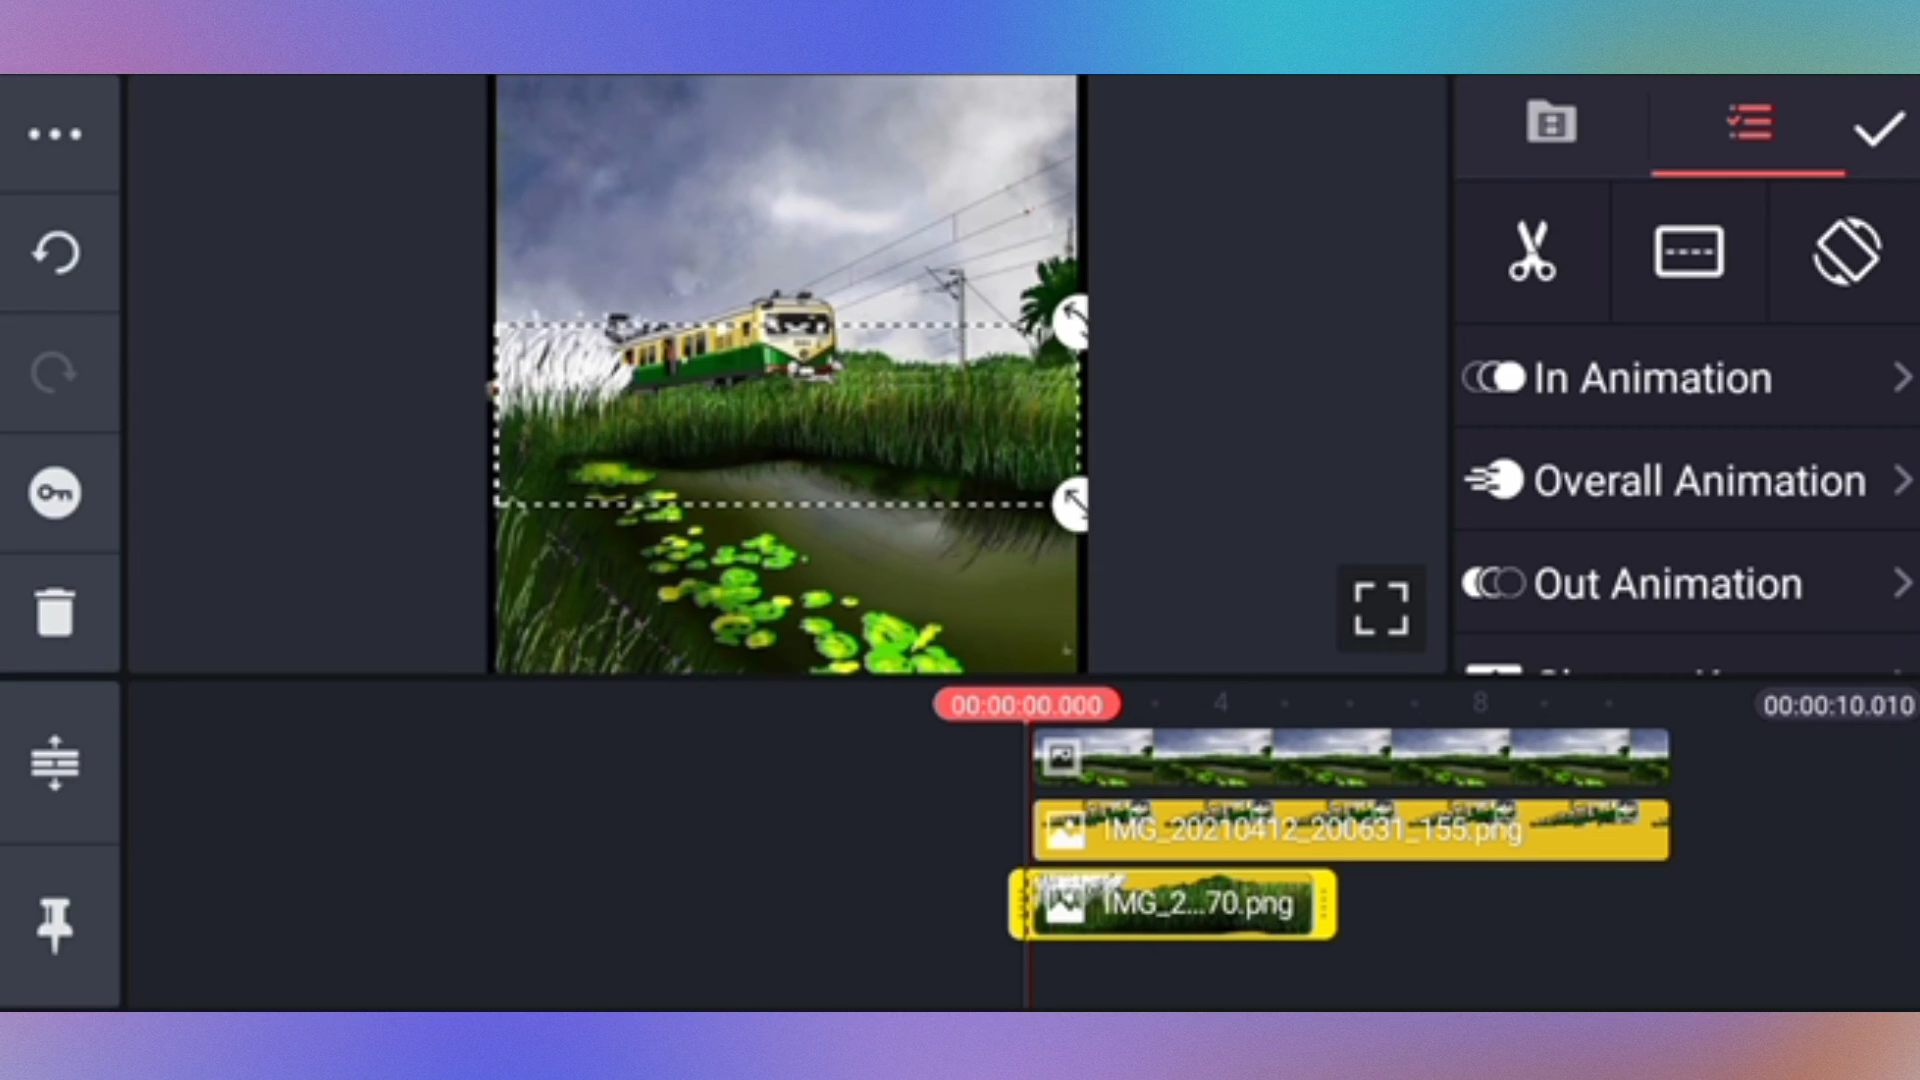 In Animation
Overall Animation
Out Animation
00:00:00.000
4
8
00:00:10.010
IMG_20210412_200631_155.png
IMG_2...70.png